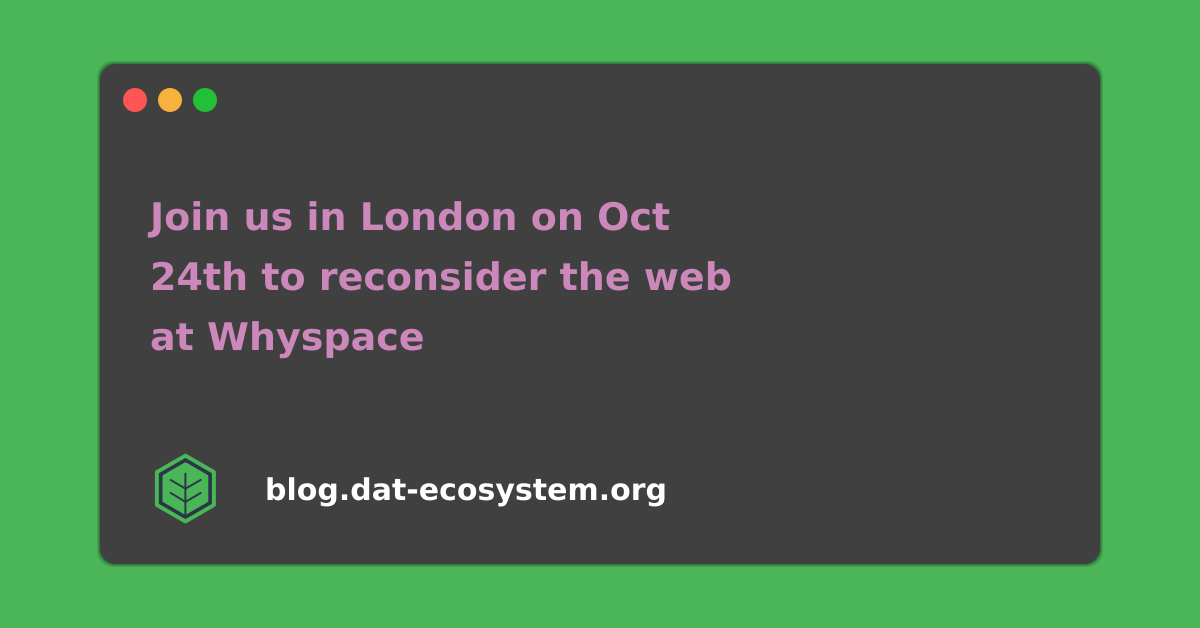 Join us in London on Oct
24th to reconsider the web
at Whyspace
blog.dat-ecosystem.org